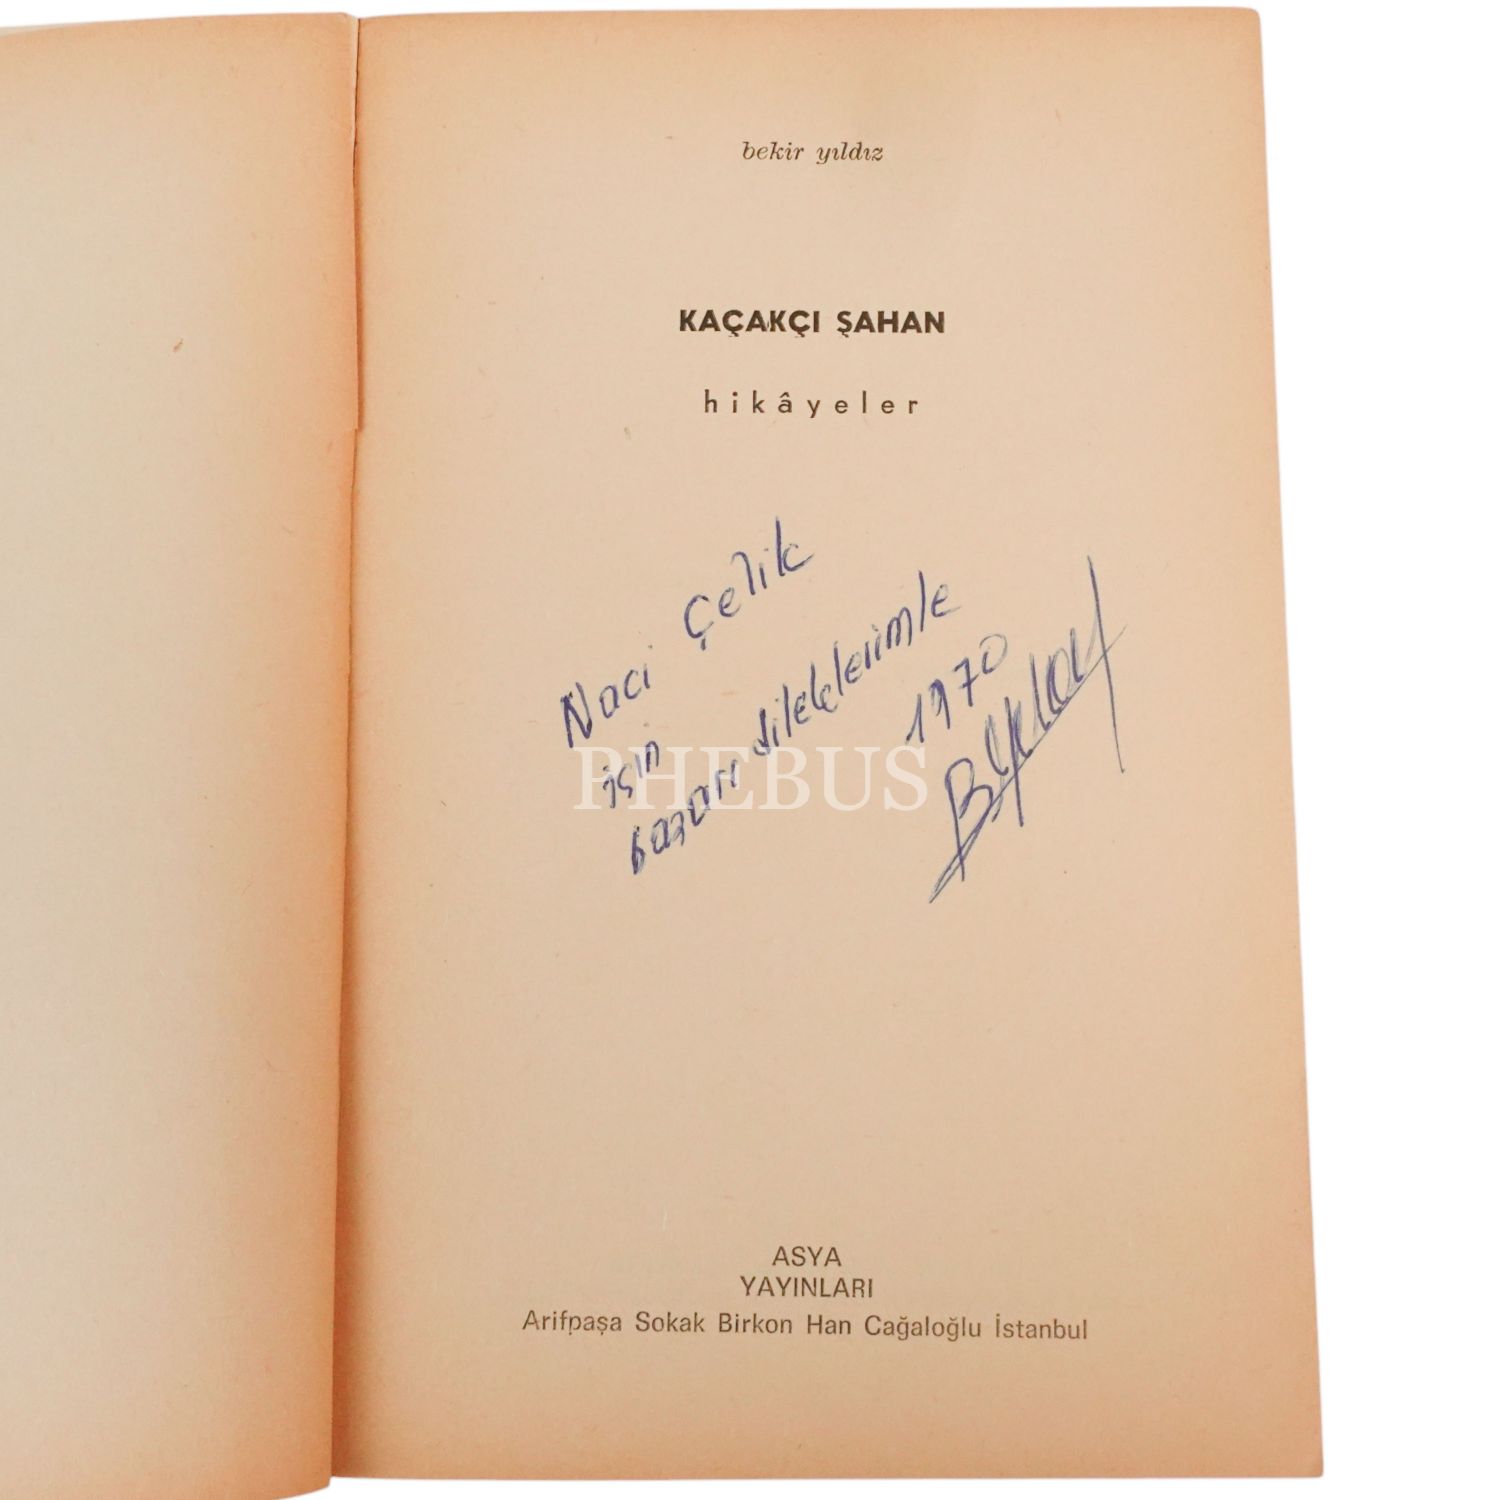 bekir yıldız
KAÇAKÇI ŞAHAN
hikâyeler
Naci Çelik
için
başarı dileklerimle
1970
PHEBUS
ASYA
YAYINLARI
Arifpaşa Sokak Birkon Han Cağaloğlu İstanbul